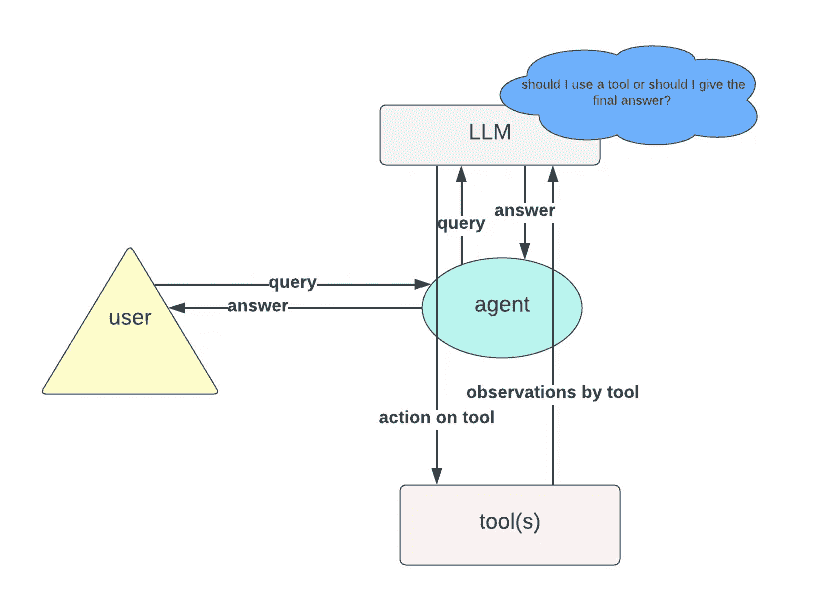 should I use a tool or should I give the
final answer?
LLM
answer
query
query
answer
agent
user
observations by tool
action on tool
tool(s)